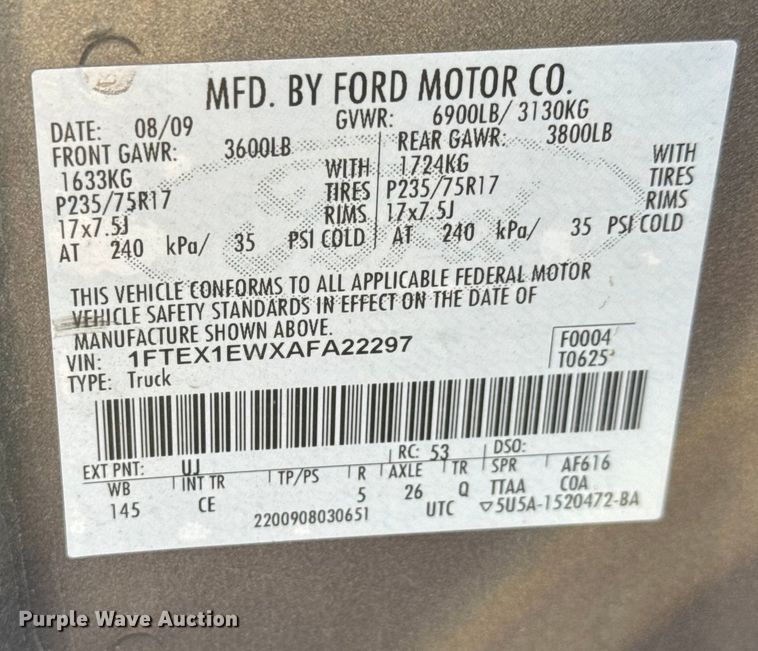 MFD. BY FORD MOTOR CO.
DATE: 08/09 GVWR: 6900LB/ 3130KG
FRONT GAWR: 3600LB REAR GAWR: 3800LB
1633KG WITH 1724KG WITH
P235/75R17 TIRES P235/75R17 TIRES
17x7.5J RIMS 17x7.5J RIMS
AT 240 kPa/ 35 PSI COLD AT 240 kPa/ 35 PSI COLD
THIS VEHICLE CONFORMS TO ALL APPLICABLE FEDERAL MOTOR
VEHICLE SAFETY STANDARDS IN EFFECT ON THE DATE OF
MANUFACTURE SHOWN ABOVE.
VIN: 1FTEX1EWXAFA22297 F0004
TYPE: Truck T0625
EXT PNT: UJ RC: 53 DSO:
WB INT TR TP/PS R AXLE TR SPR AF616
145 CE 5 26 Q TTAA COA
2200908030651 UTC ▽5U5A-1520472-BA
Purple Wave Auction